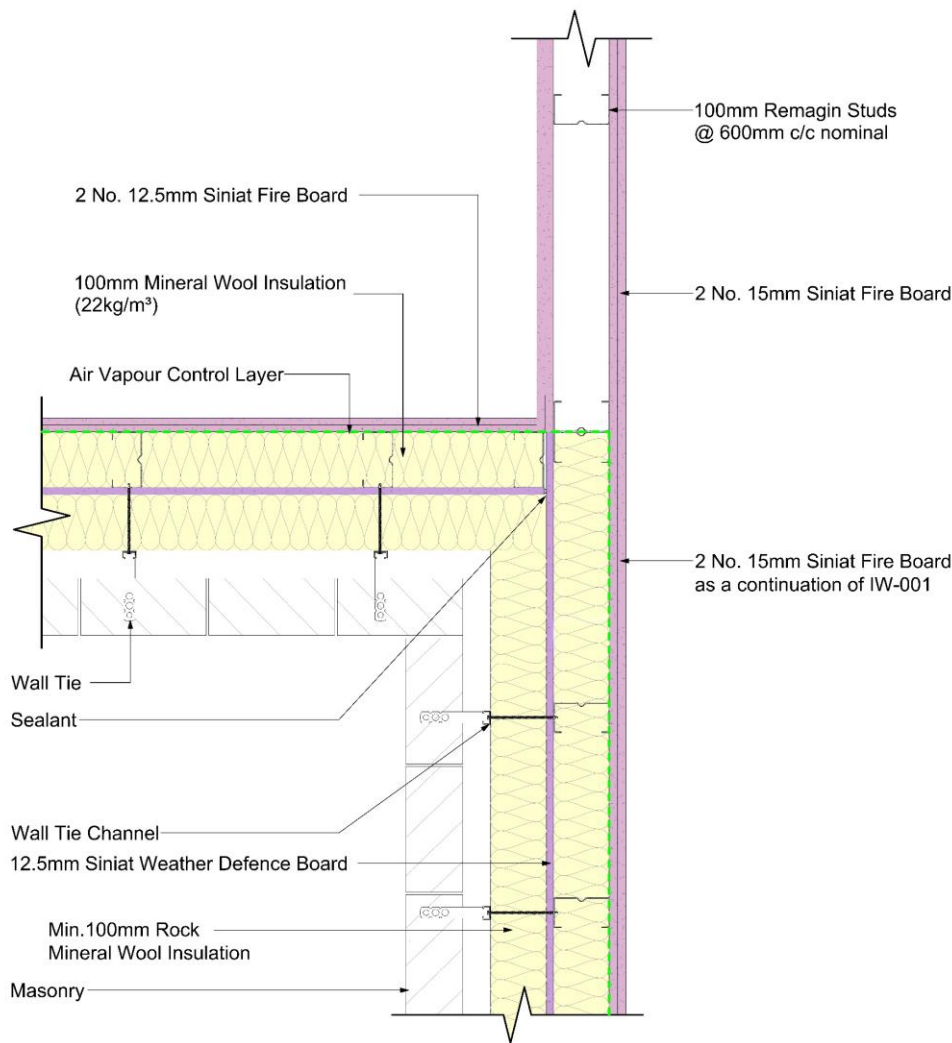 100mm Remagin Studs
@ 600mm c/c nominal
2 No. 12.5mm Siniat Fire Board
100mm Mineral Wool Insulation
(22kg/m³)
2 No. 15mm Siniat Fire Board
Air Vapour Control Layer
2 No. 15mm Siniat Fire Board
as a continuation of IW-001
Wall Tie
Sealant
Wall Tie Channel
12.5mm Siniat Weather Defence Board
Min.100mm Rock
Mineral Wool Insulation
Masonry